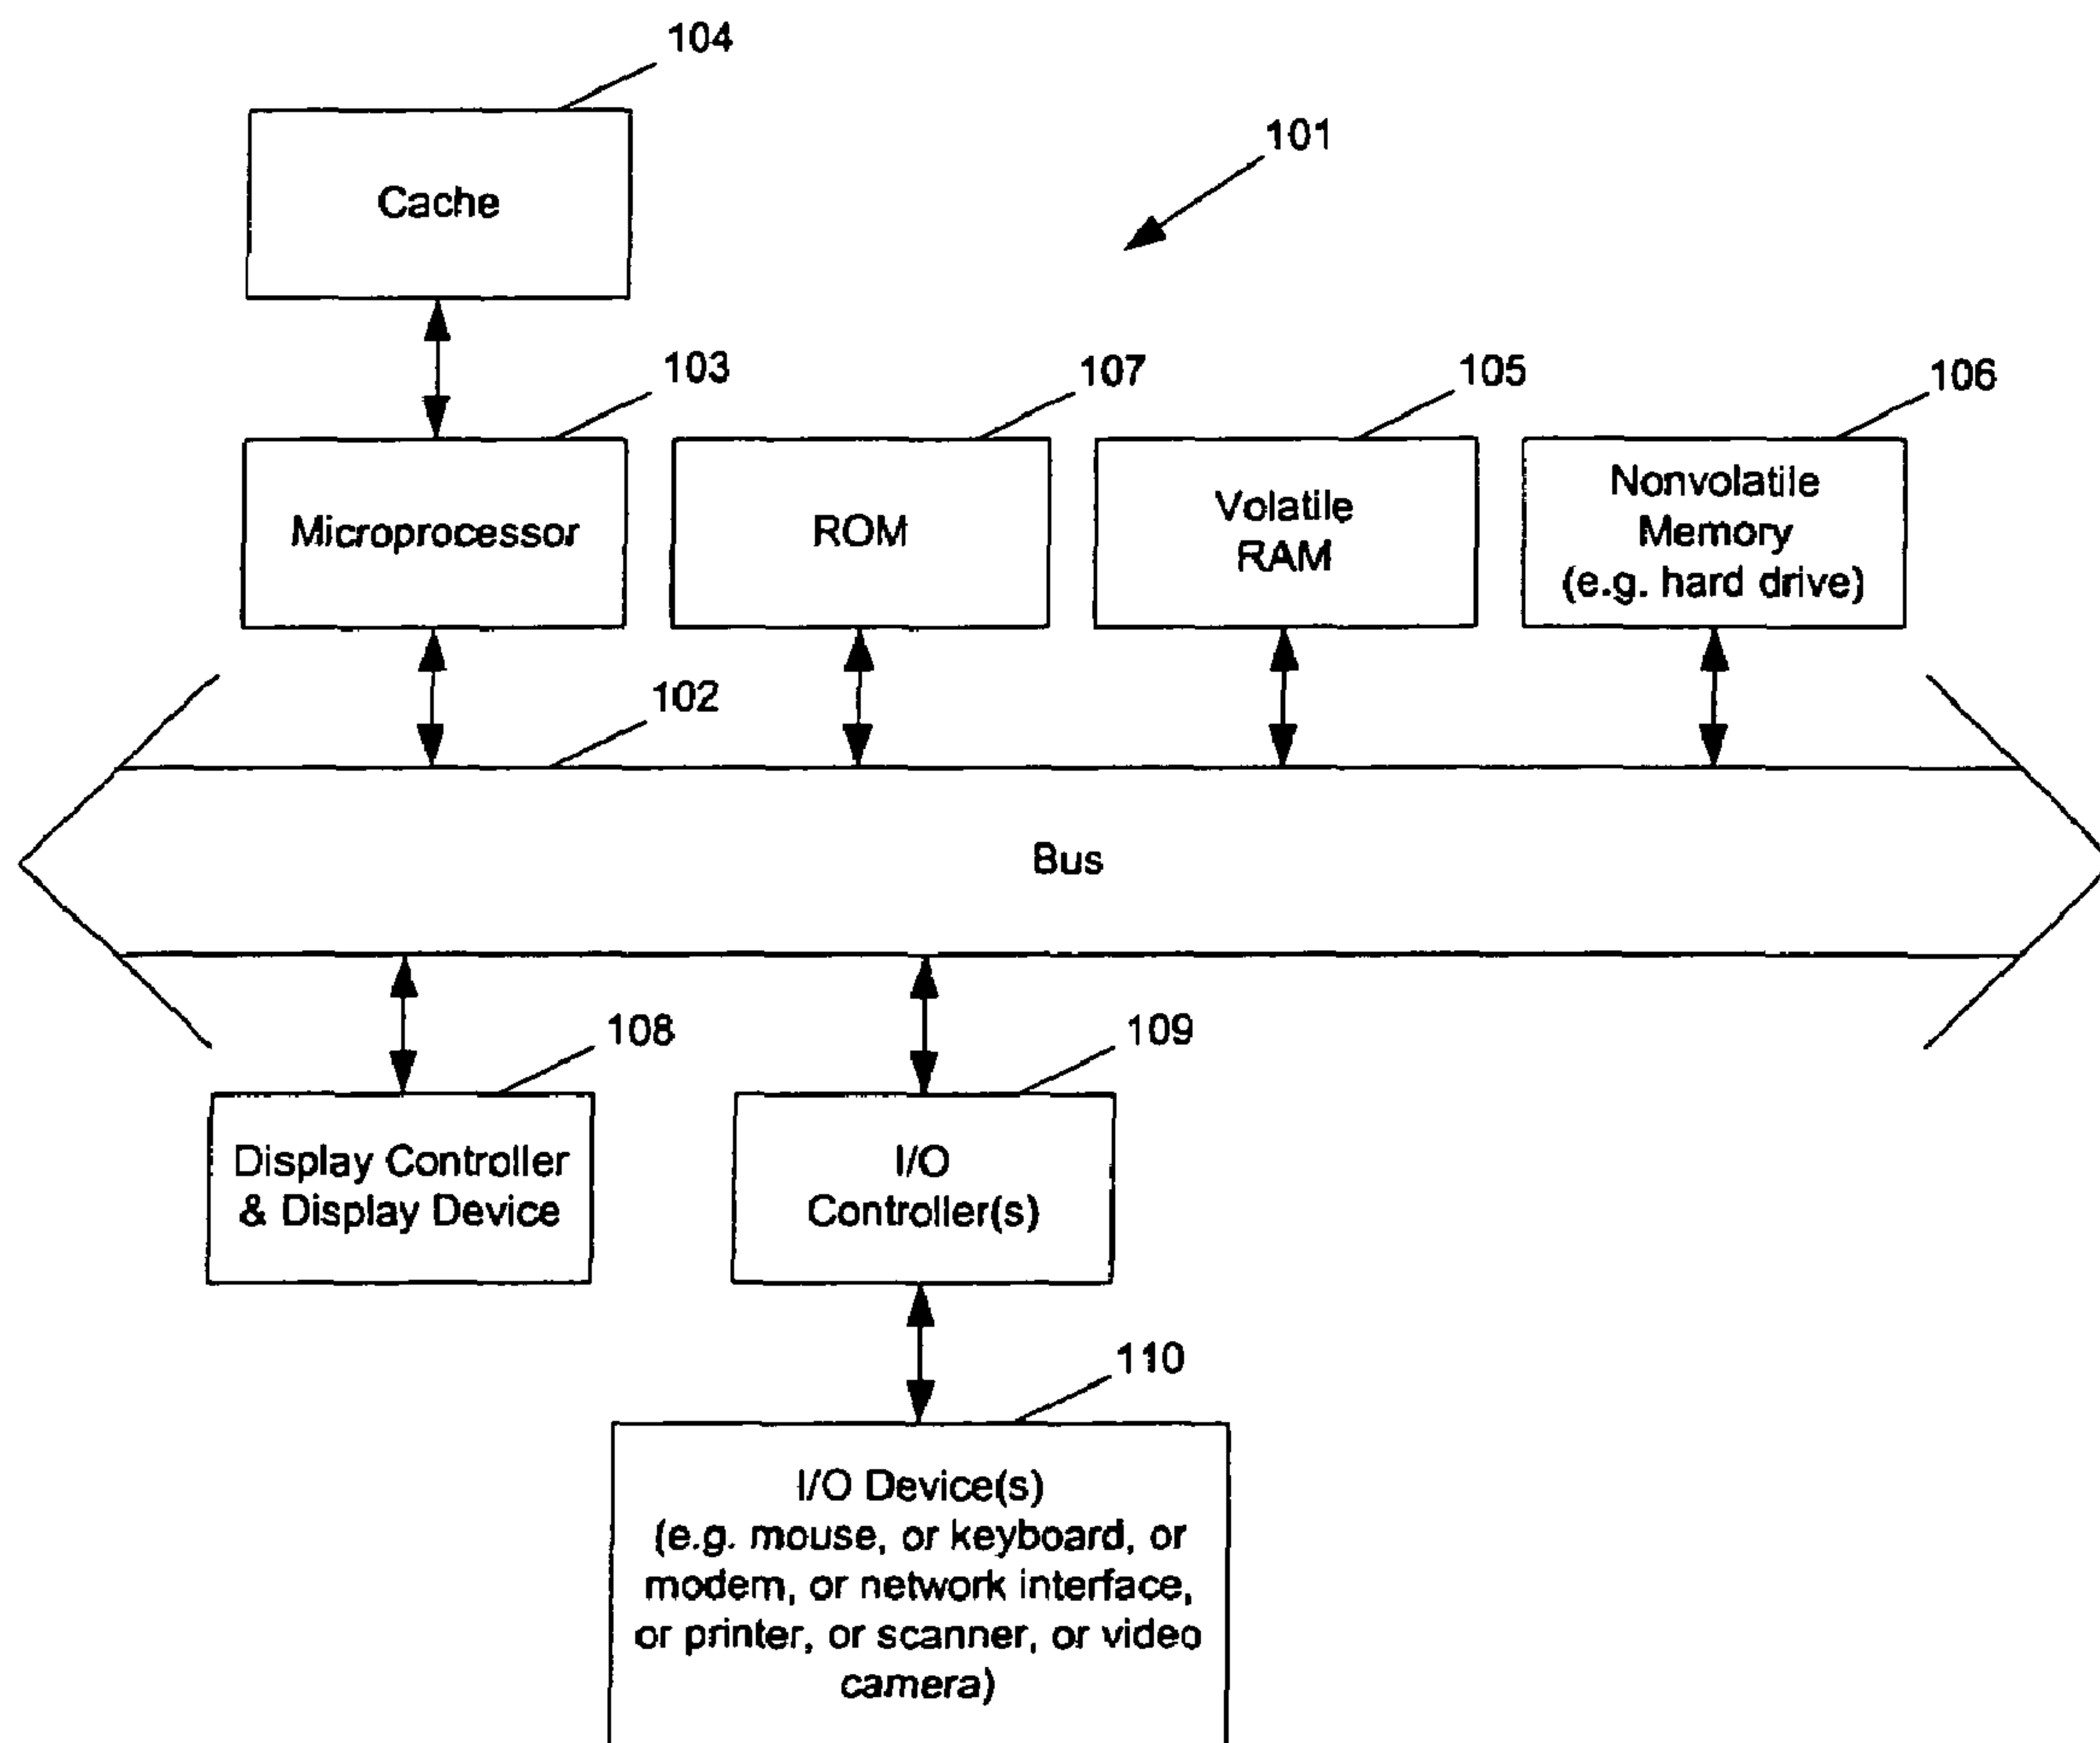 104
101
Cache
103
107
105
106
Microprocessor
ROM
Volatile
RAM
Nonvolatile
Memory
(e.g. hard drive)
102
Bus
108
109
Display Controller
& Display Device
I/O
Controller(s)
110
I/O Device(s)
(e.g. mouse, or keyboard, or
modem, or network interface,
or printer, or scanner, or video
camera)